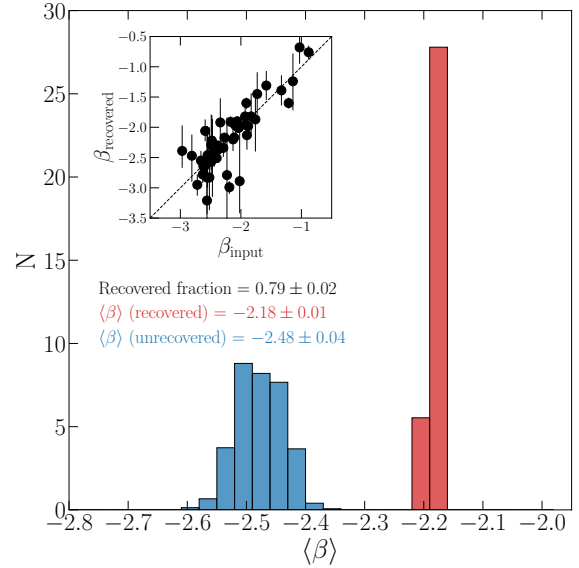 30
25
20
15
10
5
0
N
−0.5
−1.0
−1.5
−2.0
−2.5
−3.0
−3.5
β_recovered
−3 −2 −1
β_input
Recovered fraction = 0.79 ± 0.02
⟨β⟩ (recovered) = −2.18 ± 0.01
⟨β⟩ (unrecovered) = −2.48 ± 0.04
−2.8 −2.7 −2.6 −2.5 −2.4 −2.3 −2.2 −2.1 −2.0
⟨β⟩